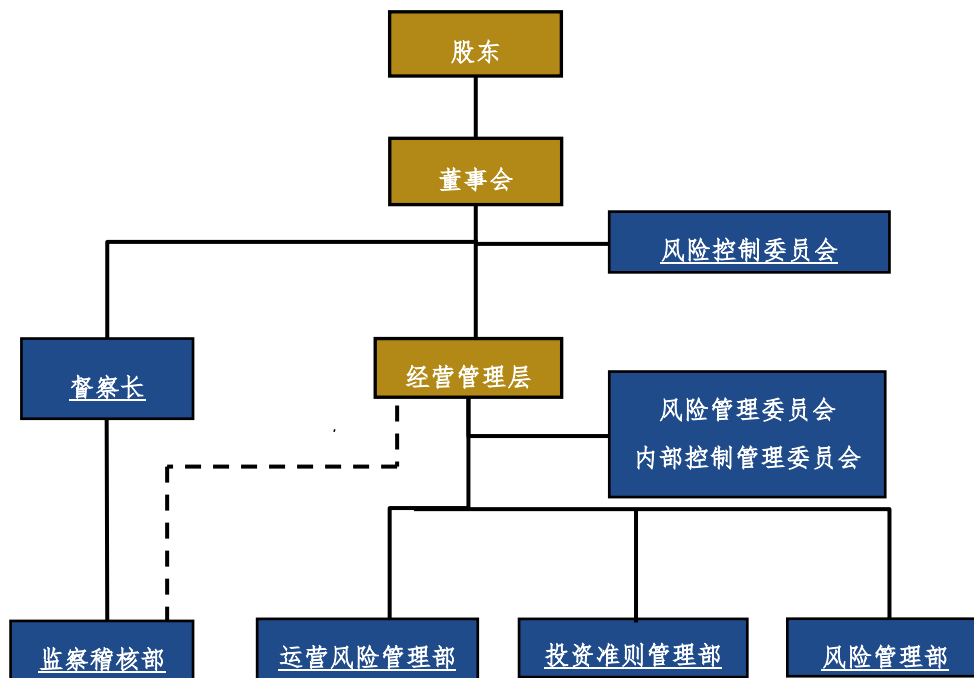 股东
董事会
风险控制委员会
督察长
经营管理层
风险管理委员会
内部控制管理委员会
监察稽核部
运营风险管理部
投资准则管理部
风险管理部